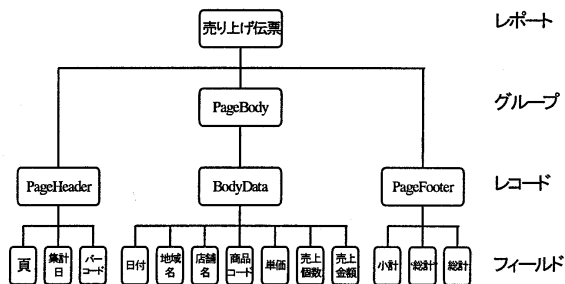 売り上げ伝票
レポート
PageBody
グループ
PageHeader
BodyData
PageFooter
レコード
頁
集計
日
バー
コード
日付
地域
名
店舗
名
商品
コード
単価
売上
個数
売上
金額
小計
"総計"
総計
フィールド